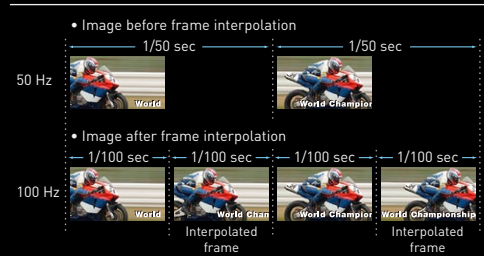 • Image before frame interpolation
1/50 sec 1/50 sec
50 Hz
World World Champion
• Image after frame interpolation
1/100 sec 1/100 sec 1/100 sec 1/100 sec
100 Hz
World World Chan World Champion World Championship
Interpolated frame Interpolated frame